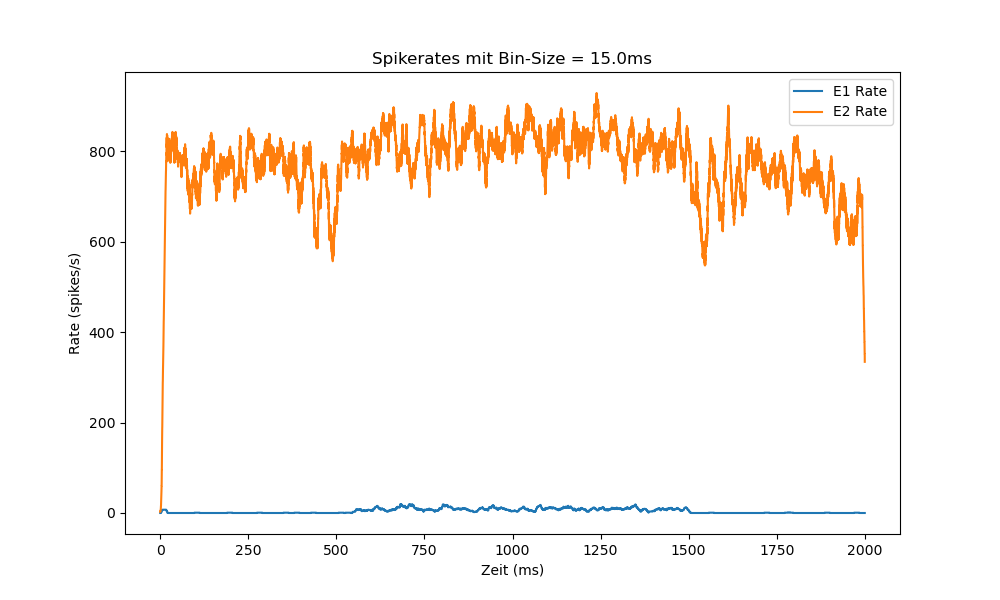 Spikerates mit Bin-Size = 15.0ms
E1 Rate
E2 Rate
800
600
400
200
0
Rate (spikes/s)
0 250 500 750 1000 1250 1500 1750 2000
Zeit (ms)